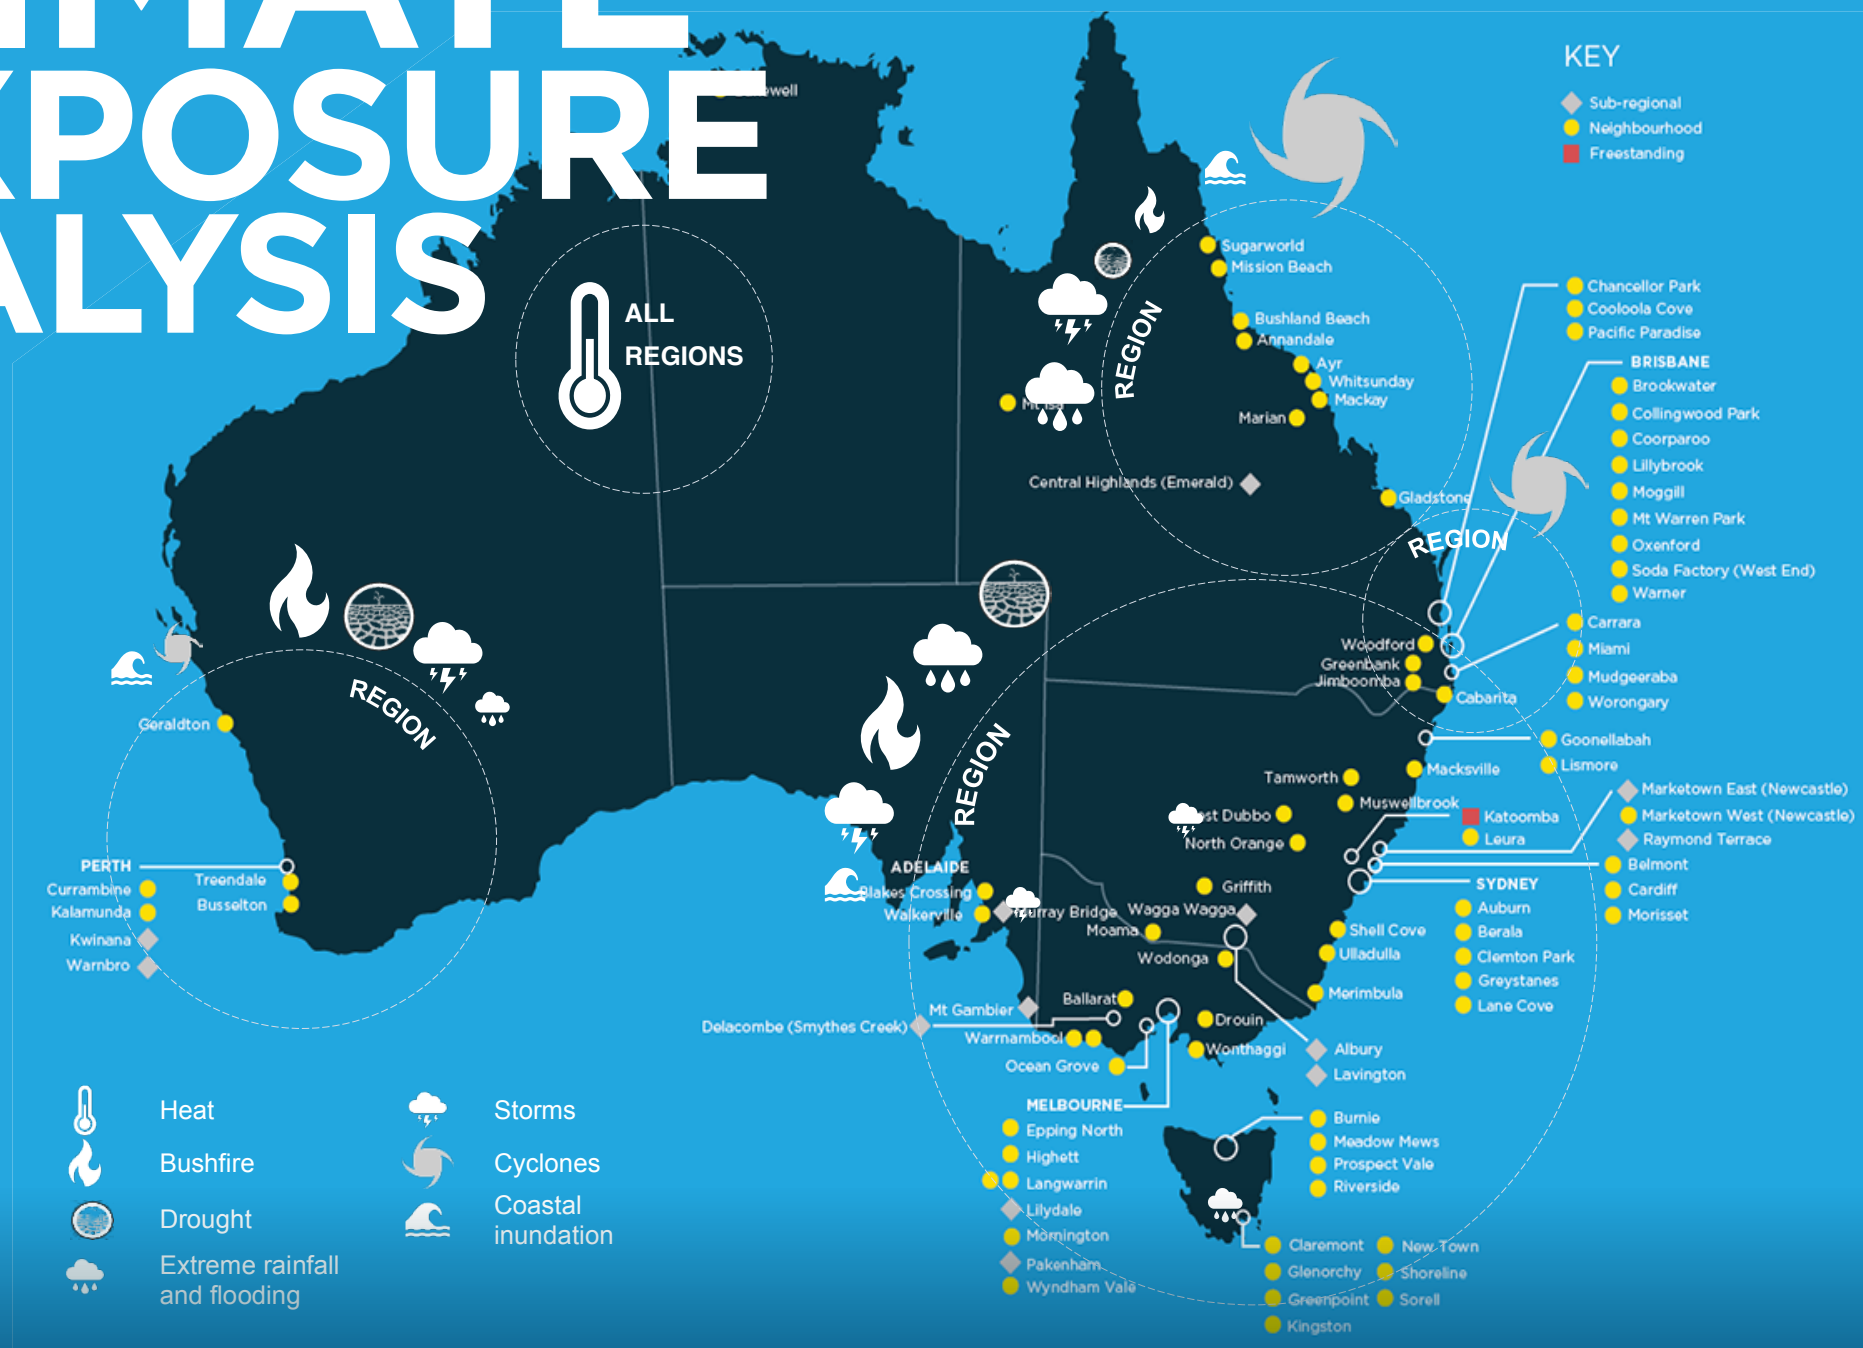 IMATE
XPOSURE
ALYSIS
KEY
Sub-regional
Neighbourhood
Freestanding
ALL
REGIONS
REGION
Sugarworld
Mission Beach
Bushland Beach
Annandale
Ayr
Whitsunday
Mackay
Marian
Mt Isa
Central Highlands (Emerald)
Gladstone
Chancellor Park
Cooloola Cove
Pacific Paradise
BRISBANE
Brookwater
Collingwood Park
Coorparoo
Lillybrook
Moggill
Mt Warren Park
Oxenford
Soda Factory (West End)
Warner
REGION
Woodford
Greenbank
Jimboomba
Cabarita
Carrara
Miami
Mudgeeraba
Worongary
Goonellabah
Lismore
REGION
Geraldton
PERTH
Currambine
Kalamunda
Kwinana
Warnbro
Treendale
Busselton
REGION
Tamworth
Macksville
Muswellbrook
Dubbo
North Orange
Griffith
Wagga Wagga
Moama
Wodonga
Katoomba
Leura
Marketown East (Newcastle)
Marketown West (Newcastle)
Raymond Terrace
Belmont
Cardiff
Morisset
SYDNEY
Auburn
Berala
Clemton Park
Greystanes
Lane Cove
Shell Cove
Ulladulla
Merimbula
ADELAIDE
Blakes Crossing
Walkerville
Murray Bridge
Mt Gambier
Delacombe (Smythes Creek)
Ballarat
Warrnambool
Ocean Grove
Drouin
Wonthaggi
Albury
Lavington
MELBOURNE
Epping North
Highett
Langwarrin
Lilydale
Mornington
Pakenham
Wyndham Vale
Burnie
Meadow Mews
Prospect Vale
Riverside
Claremont
New Town
Glenorchy
Shoreline
Greenpoint
Sorell
Kingston
Heat
Storms
Bushfire
Cyclones
Drought
Coastal
inundation
Extreme rainfall
and flooding